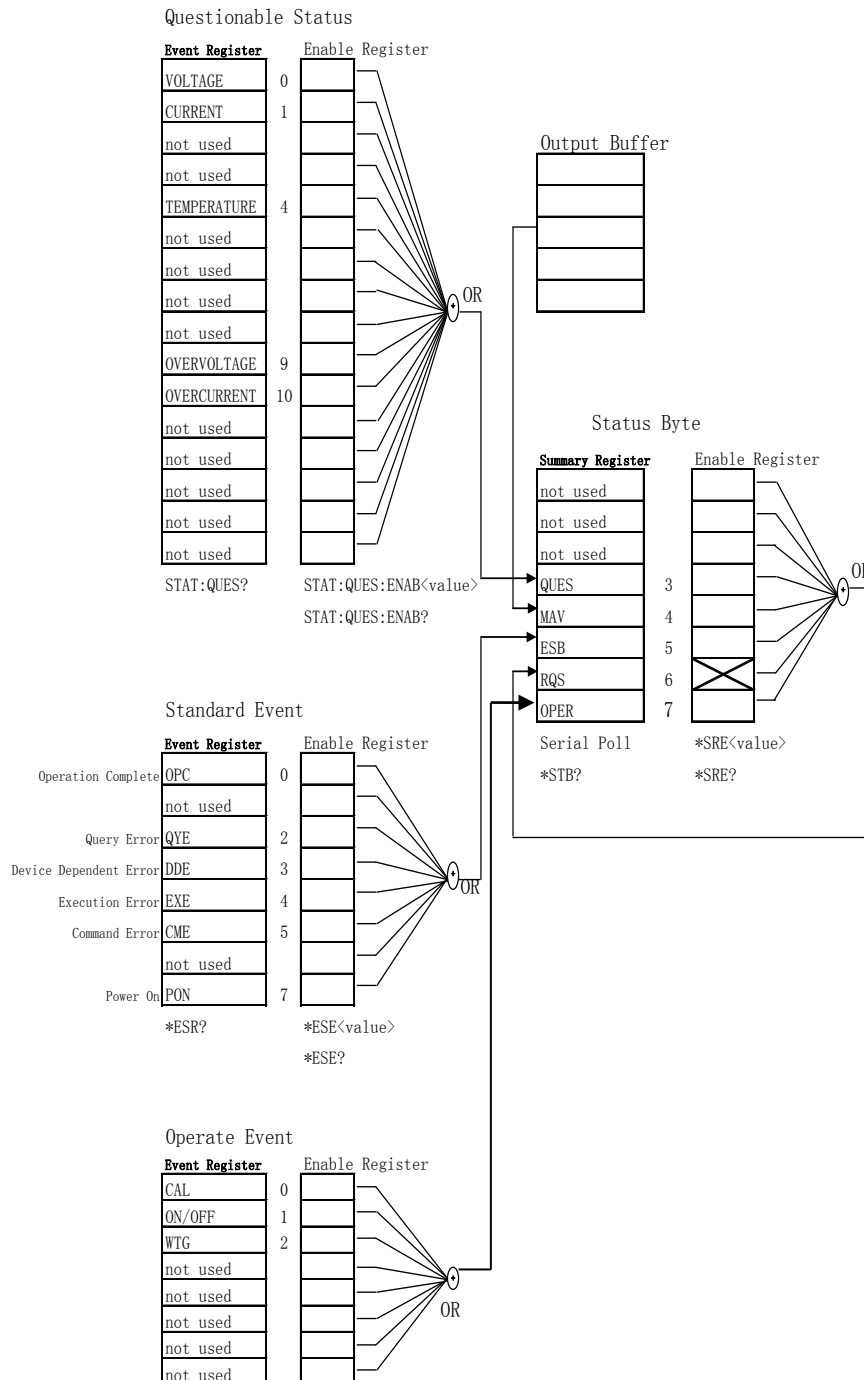 Questionable Status
Event Register Enable Register
VOLTAGE 0
CURRENT 1
not used
not used
TEMPERATURE 4
not used
not used
not used
not used
OVERVOLTAGE 9
OVERCURRENT 10
not used
not used
not used
not used
not used
STAT:QUES? STAT:QUES:ENAB<value>
STAT:QUES:ENAB?
OR
Output Buffer
Status Byte
Summary Register Enable Register
not used
not used
not used
QUES 3
MAV 4
ESB 5
RQS 6
OPER 7
Serial Poll *SRE<value>
*STB? *SRE?
Standard Event
Event Register Enable Register
Operation Complete OPC 0
not used
Query Error QYE 2
Device Dependent Error DDE 3
Execution Error EXE 4
Command Error CME 5
not used
Power On PON 7
*ESR? *ESE<value>
*ESE?
OR
Operate Event
Event Register Enable Register
CAL 0
ON/OFF 1
WTG 2
not used
not used
not used
not used
not used
OR